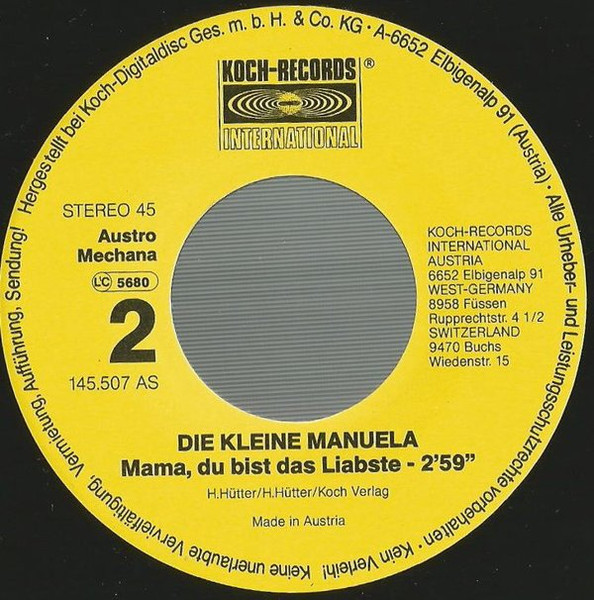 Hergestellt bei Koch-Digitaldisc Ges. m. b. H. & Co. KG · A-6652 Elbigenalp 91 (Austria) · Alle Urheber- und Leistungsschutzrechte vorbehalten · Kein Verleih! Keine unerlaubte Vervielfältigung, Vermietung, Aufführung, Sendung!
KOCH-RECORDS ®
INTERNATIONAL
STEREO 45
Austro
Mechana
LC 5680
2
145.507 AS
KOCH-RECORDS
INTERNATIONAL
AUSTRIA
6652 Elbigenalp 91
WEST-GERMANY
8958 Füssen
Rupprechtstr. 4 1/2
SWITZERLAND
9470 Buchs
Wiedenstr. 15
DIE KLEINE MANUELA
Mama, du bist das Liabste - 2'59"
H.Hütter/H.Hütter/Koch Verlag
Made in Austria